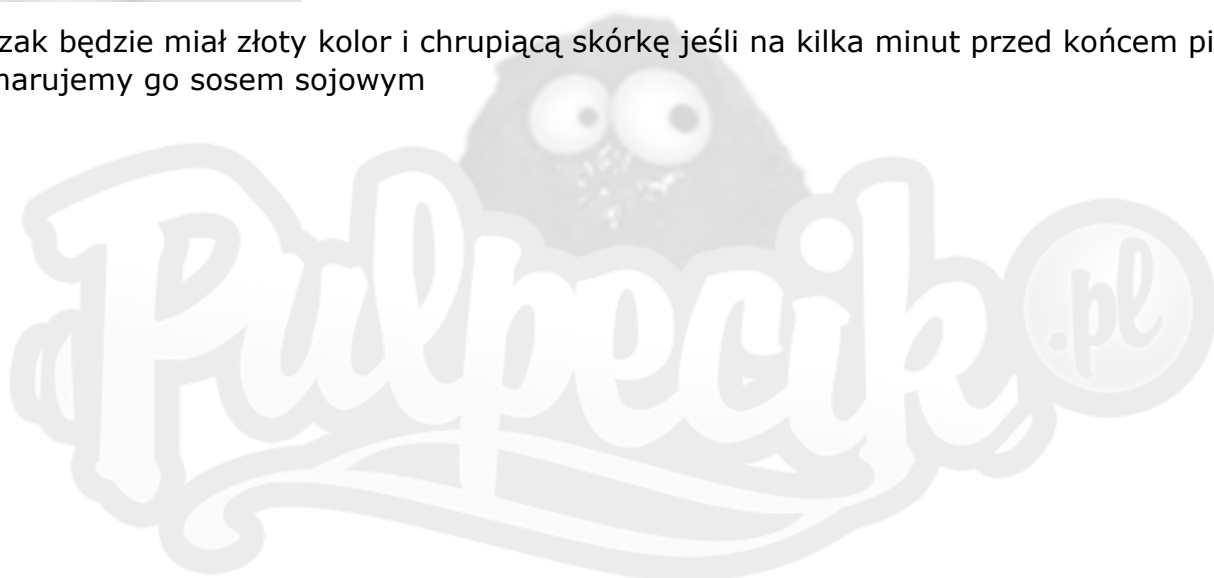 zak będzie miał złoty kolor i chrupiącą skórkę jeśli na kilka minut przed końcem pi
narujemy go sosem sojowym
Pulpecik .pl